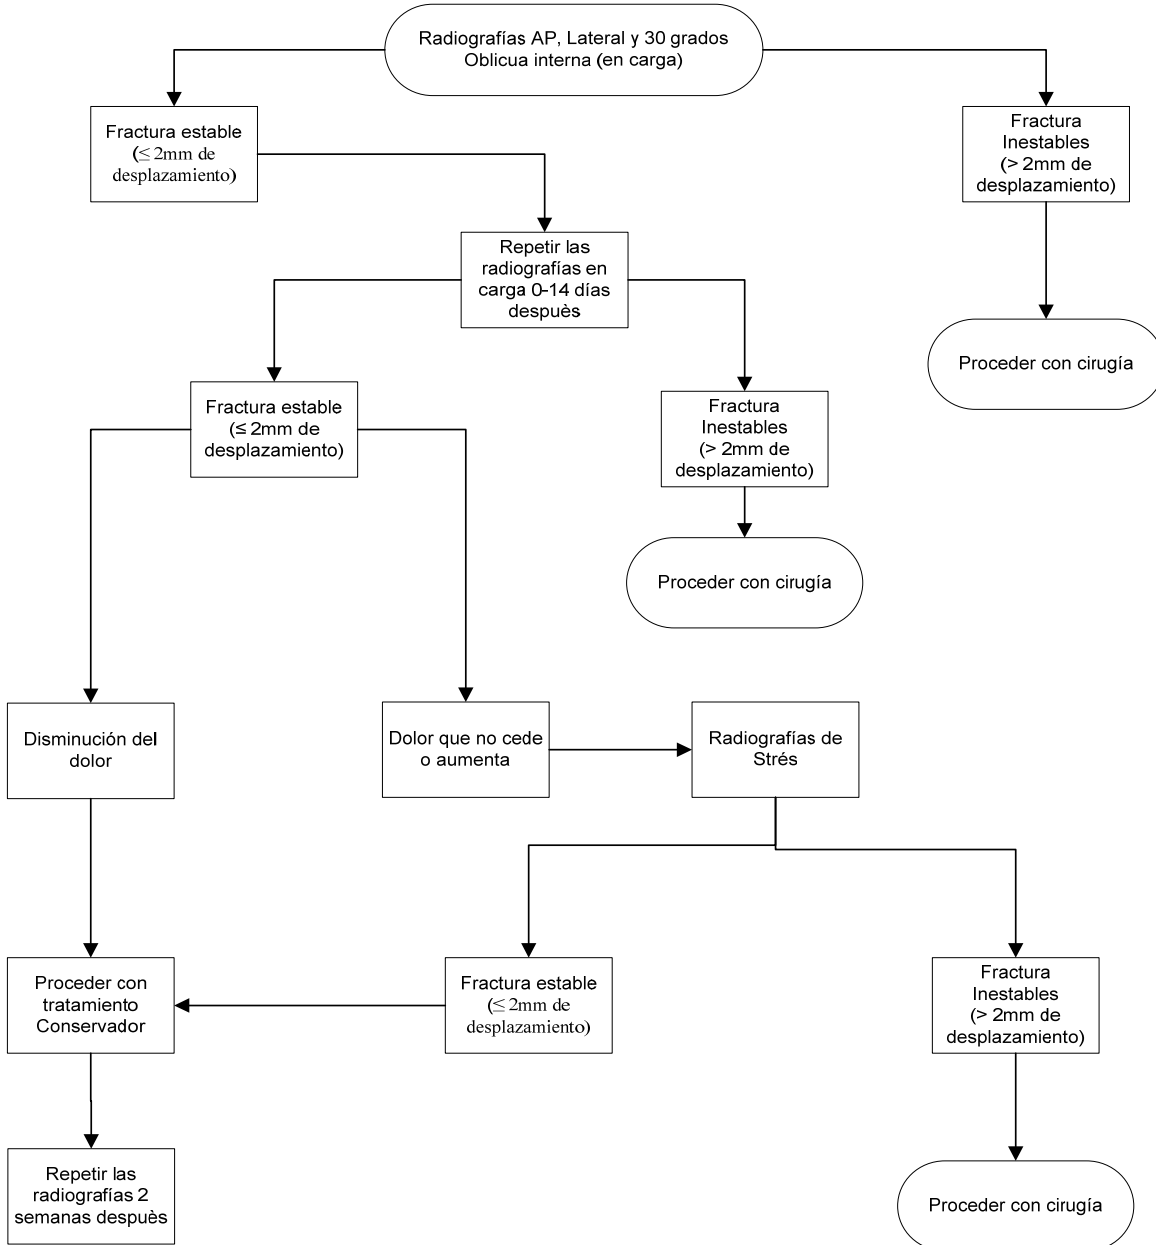 Radiografías AP, Lateral y 30 grados
Oblicua interna (en carga)
Fractura estable
(≤ 2mm de
desplazamiento)
Fractura
Inestables
(> 2mm de
desplazamiento)
Repetir las
radiografías en
carga 0-14 días
despuès
Proceder con cirugía
Fractura estable
(≤ 2mm de
desplazamiento)
Fractura
Inestables
(> 2mm de
desplazamiento)
Proceder con cirugía
Disminución del
dolor
Dolor que no cede
o aumenta
Radiografías de
Strés
Proceder con
tratamiento
Conservador
Fractura estable
(≤ 2mm de
desplazamiento)
Fractura
Inestables
(> 2mm de
desplazamiento)
Repetir las
radiografías 2
semanas despuès
Proceder con cirugía